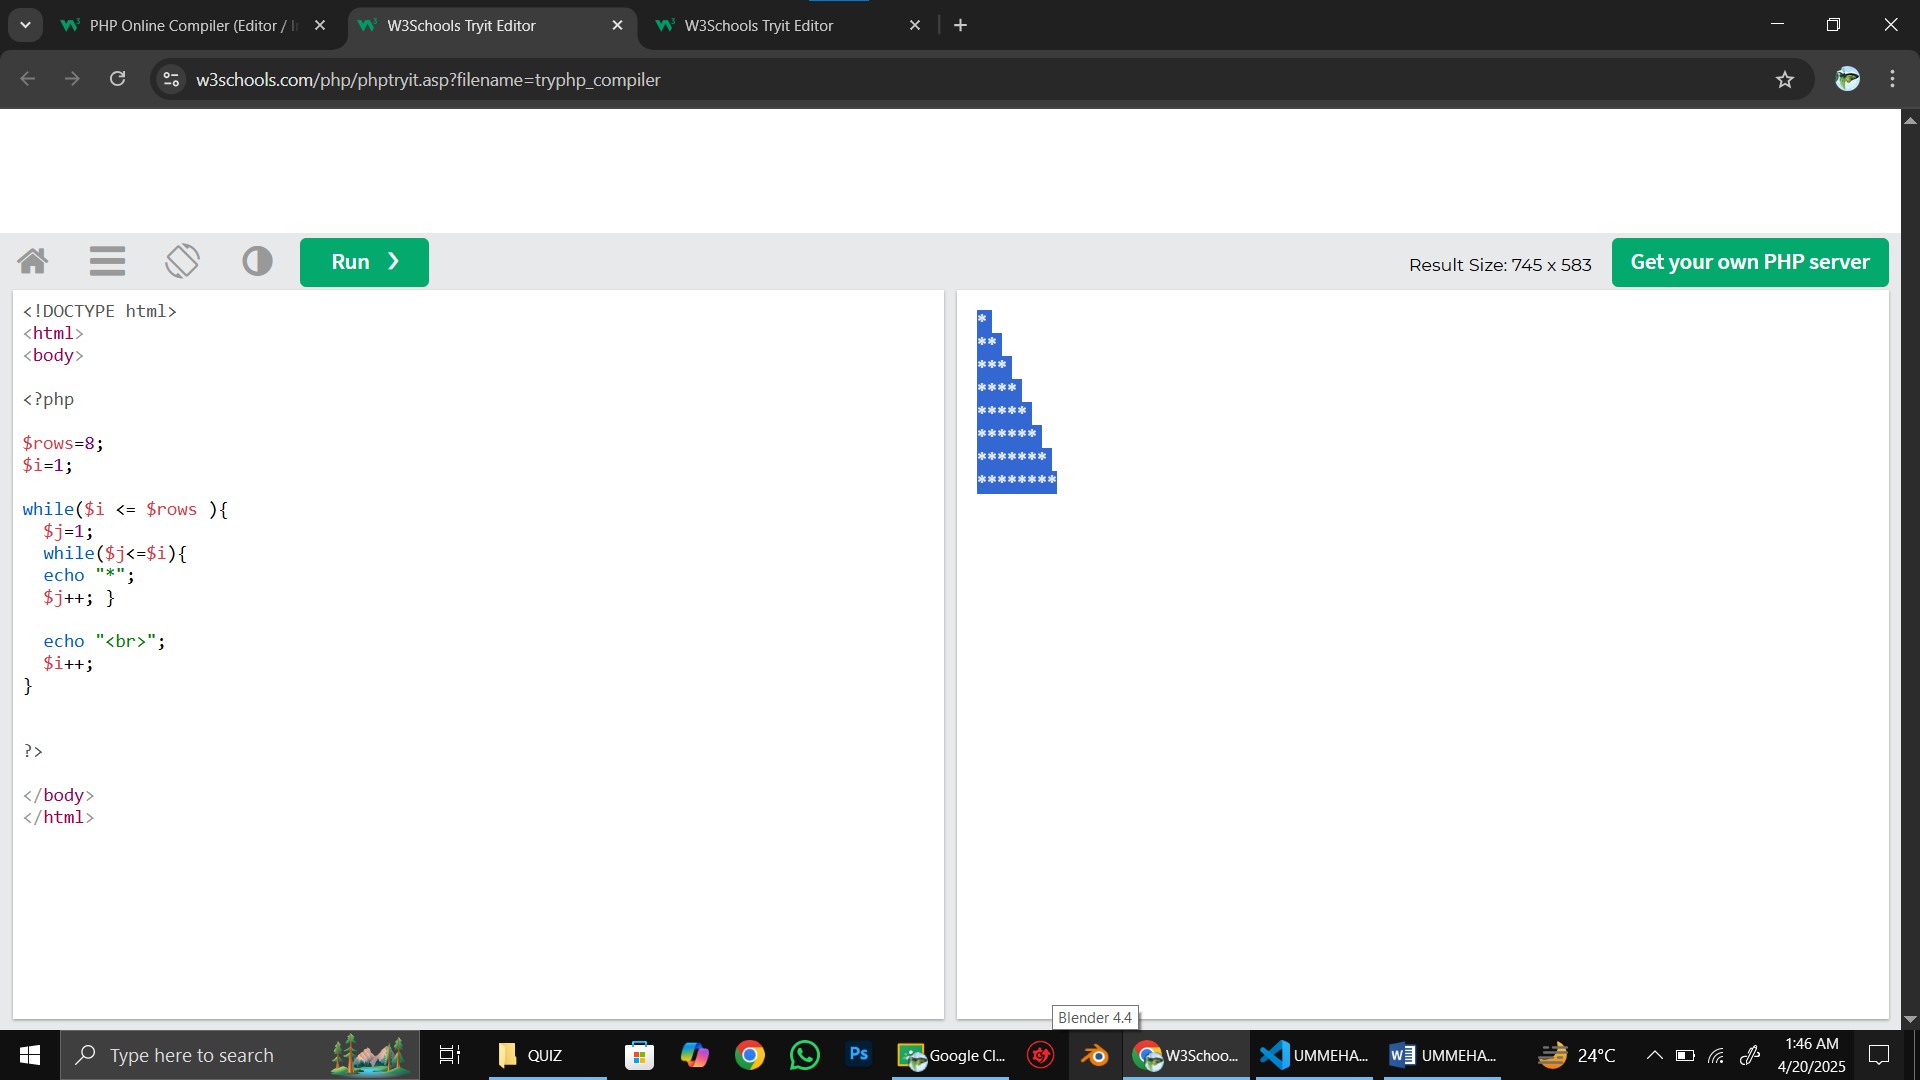 PHP Online Compiler (Editor / I
W3Schools Tryit Editor
W3Schools Tryit Editor
w3schools.com/php/phptryit.asp?filename=tryphp_compiler
Run ❯
Result Size: 745 x 583
Get your own PHP server
<!DOCTYPE html>
<html>
<body>
<?php
$rows=8;
$i=1;
while($i <= $rows ){
$j=1;
while($j<=$i){
echo "*";
$j++; }
echo "<br>";
$i++;
}
?>
</body>
</html>
*
**
***
****
*****
******
*******
********
Blender 4.4
Type here to search
QUIZ
Ps
Google Cl...
W3Schoo...
UMMEHA...
UMMEHA...
24°C
1:46 AM
4/20/2025